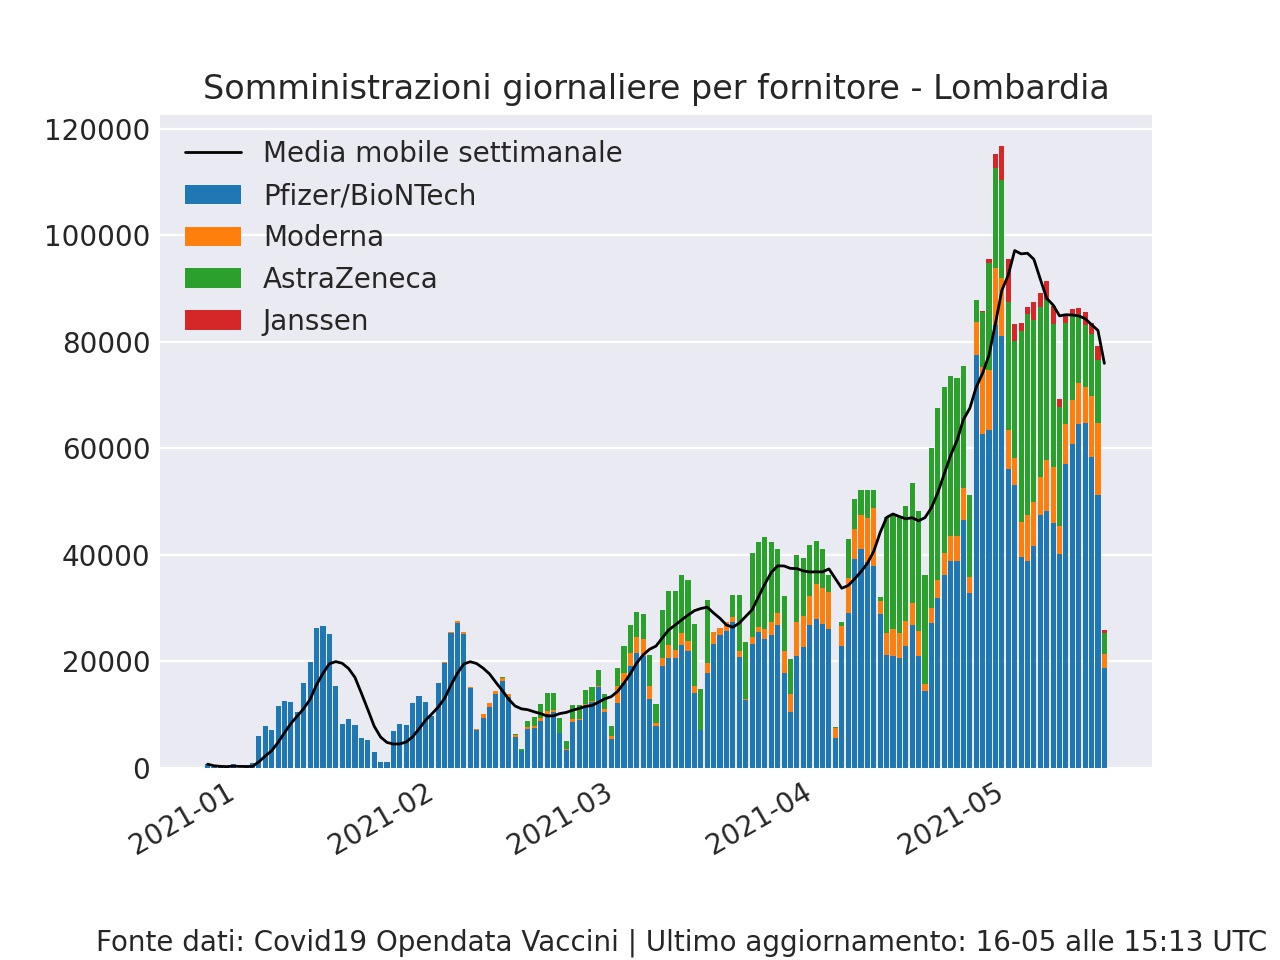 Somministrazioni giornaliere per fornitore - Lombardia
120000
100000
80000
60000
40000
20000
0
Media mobile settimanale
Pfizer/BioNTech
Moderna
AstraZeneca
Janssen
2021-01
2021-02
2021-03
2021-04
2021-05
Fonte dati: Covid19 Opendata Vaccini | Ultimo aggiornamento: 16-05 alle 15:13 UTC